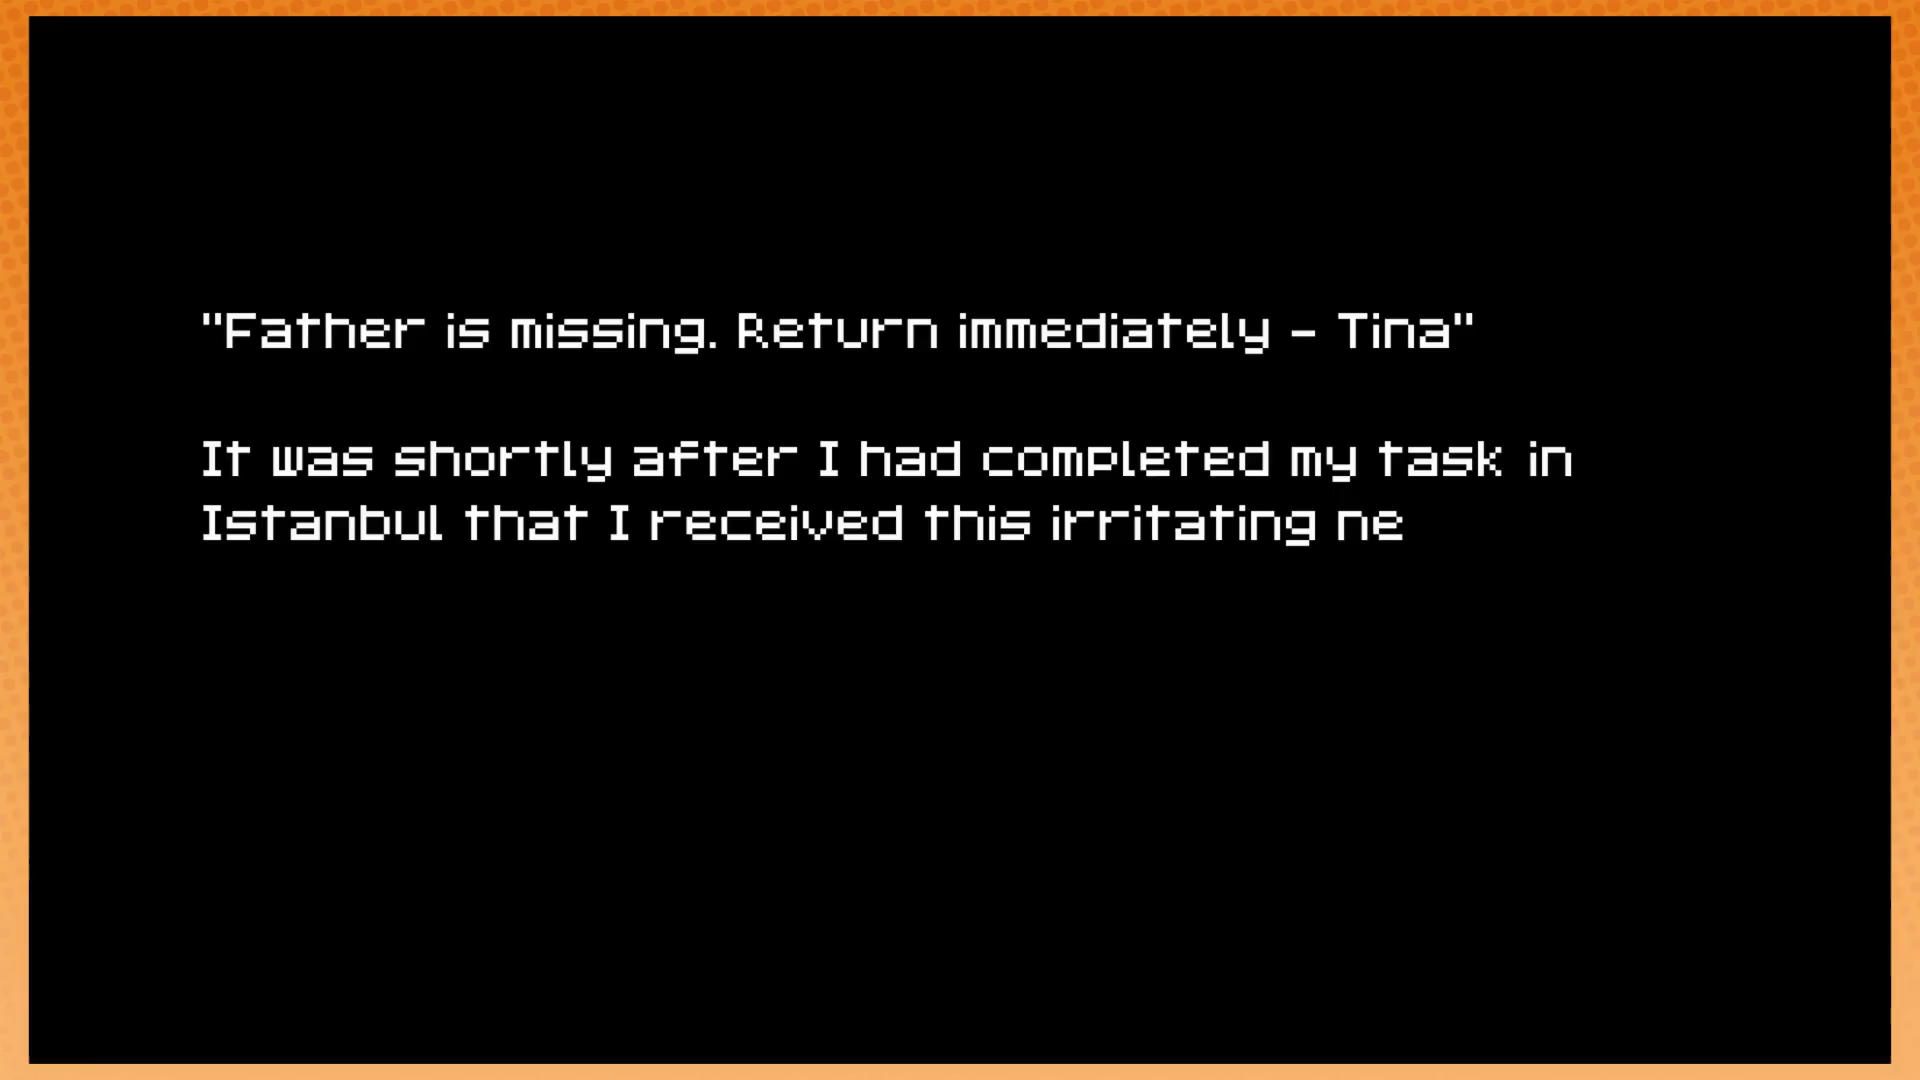 "Father is missing. Return immediately – Tina"
It was shortly after I had completed my task in
Istanbul that I received this irritating ne